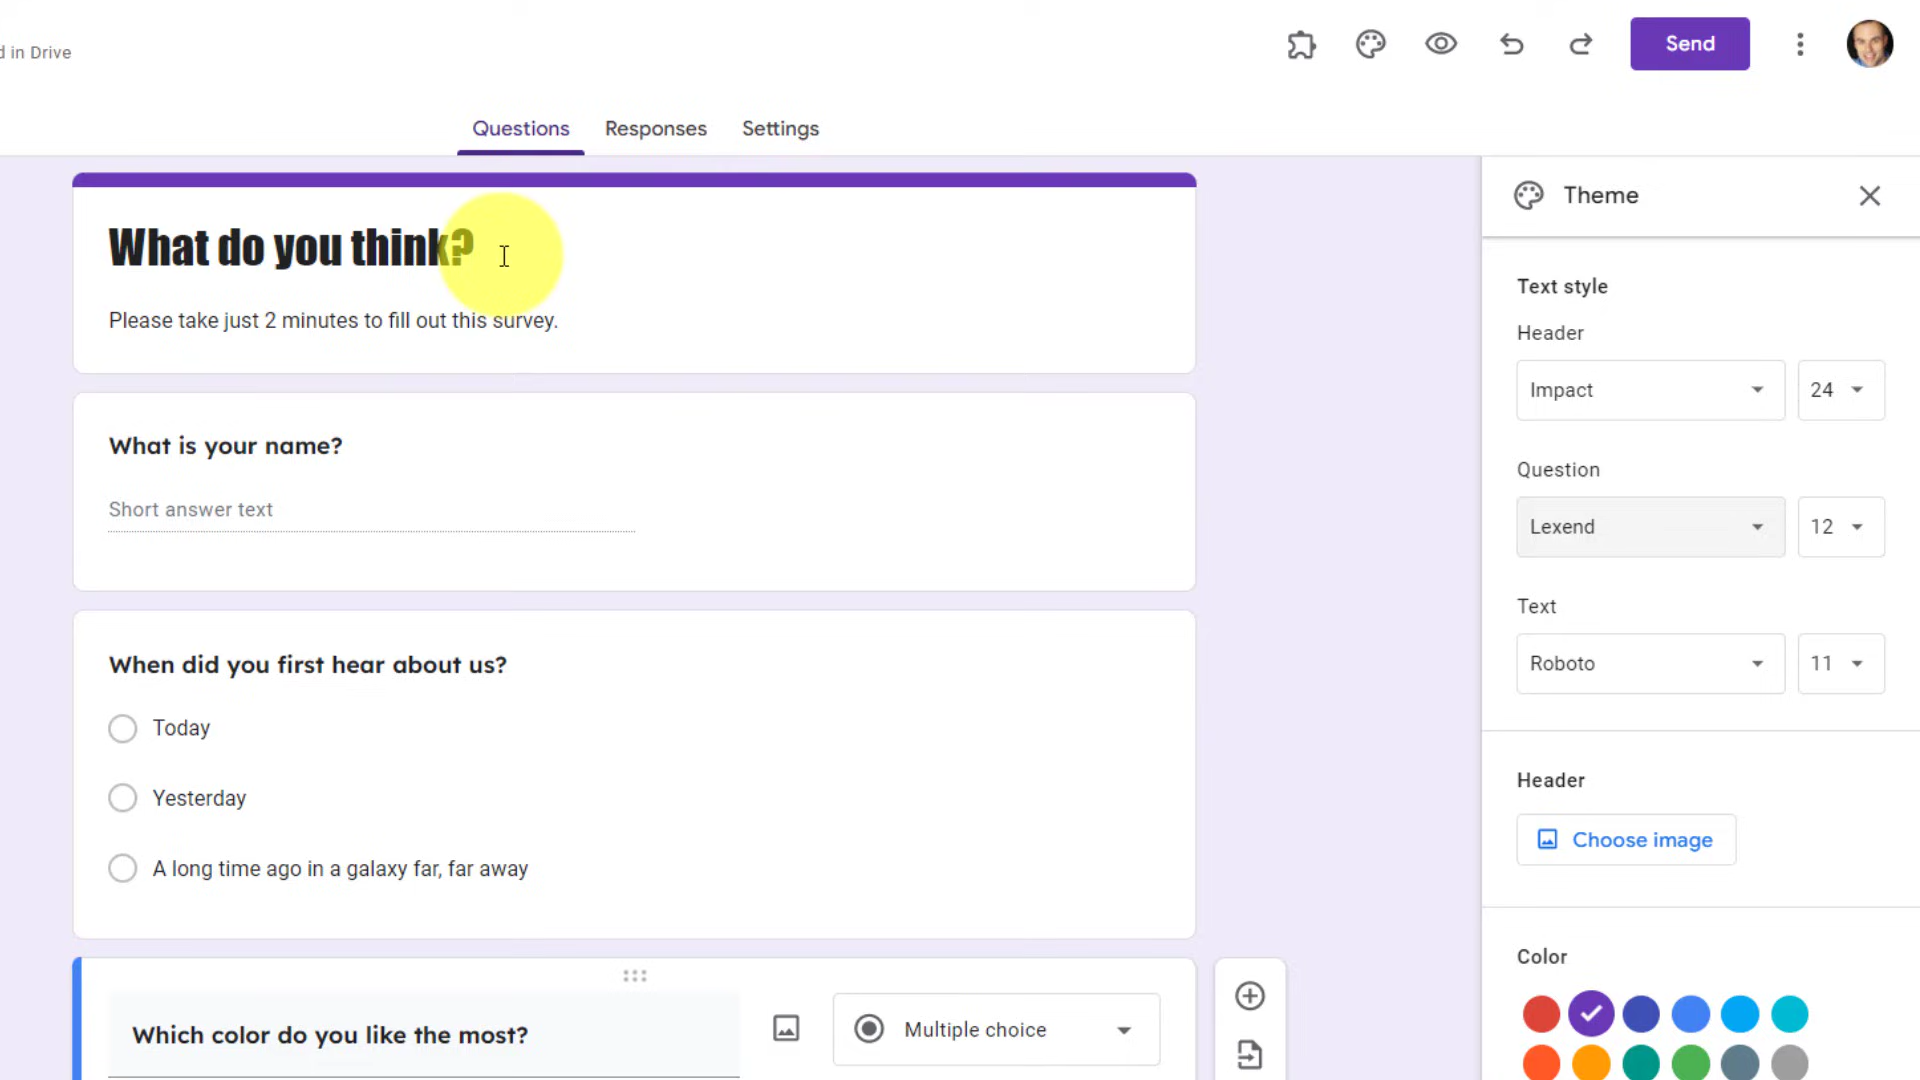 d in Drive
Send
Questions Responses Settings
What do you think?
Please take just 2 minutes to fill out this survey.
What is your name?
Short answer text
When did you first hear about us?
Today
Yesterday
A long time ago in a galaxy far, far away
Which color do you like the most?
Multiple choice
Theme
Text style
Header
Impact 24
Question
Lexend 12
Text
Roboto 11
Header
Choose image
Color